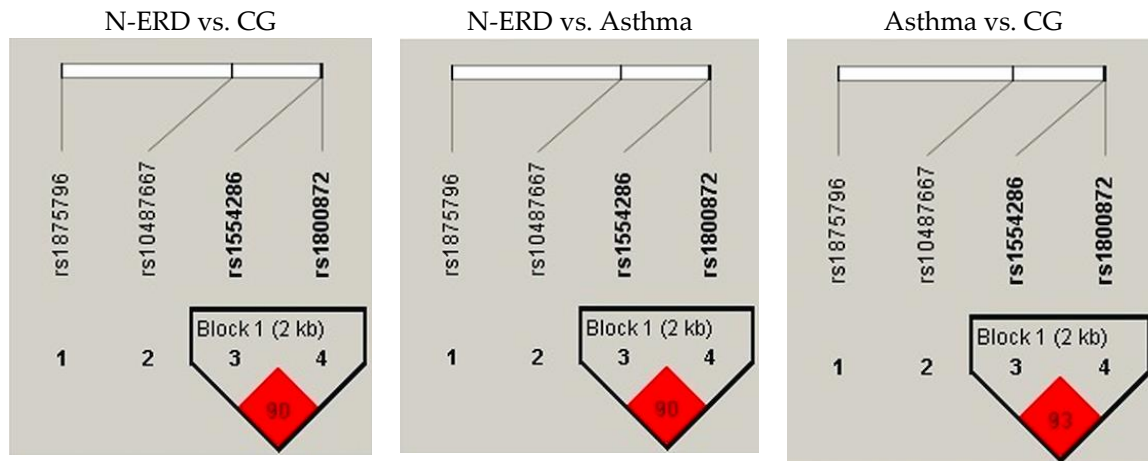 N-ERD vs. CG
rs1875796
rs10487667
rs1554286
rs1800872
Block 1 (2 kb)
1 2 3 4
90
N-ERD vs. Asthma
rs1875796
rs10487667
rs1554286
rs1800872
Block 1 (2 kb)
1 2 3 4
90
Asthma vs. CG
rs1875796
rs10487667
rs1554286
rs1800872
Block 1 (2 kb)
1 2 3 4
93